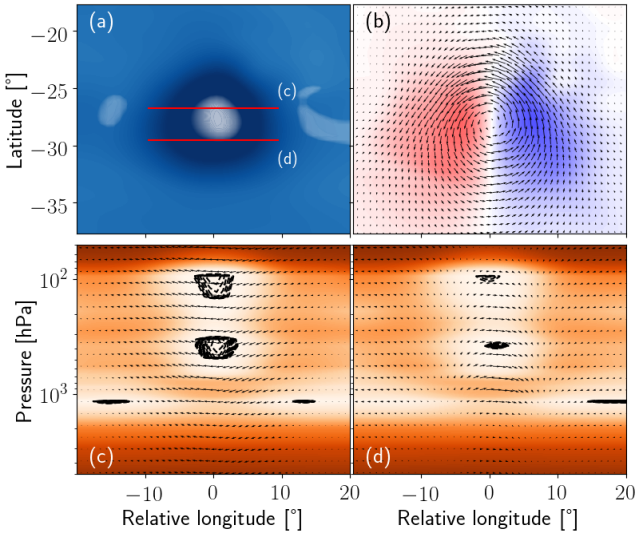 (a)
(b)
−20
−25
−30
−35
Latitude [°]
(c)
(d)
10²
10³
Pressure [hPa]
(c)
(d)
−10
0
10
20
−10
0
10
20
Relative longitude [°]
Relative longitude [°]